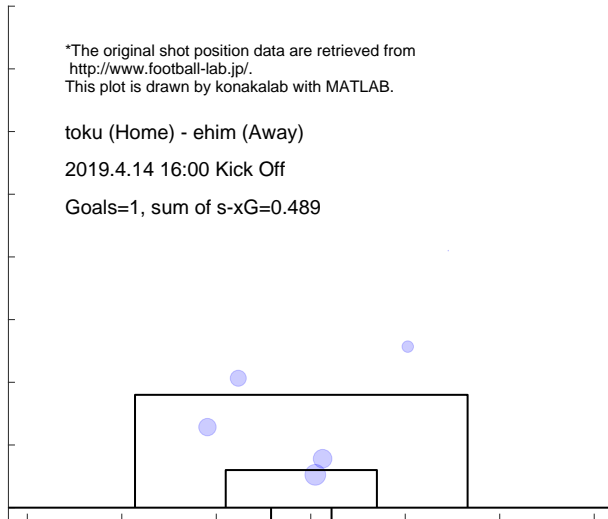 *The original shot position data are retrieved from
http://www.football-lab.jp/.
This plot is drawn by konakalab with MATLAB.
toku (Home) - ehim (Away)
2019.4.14 16:00 Kick Off
Goals=1, sum of s-xG=0.489